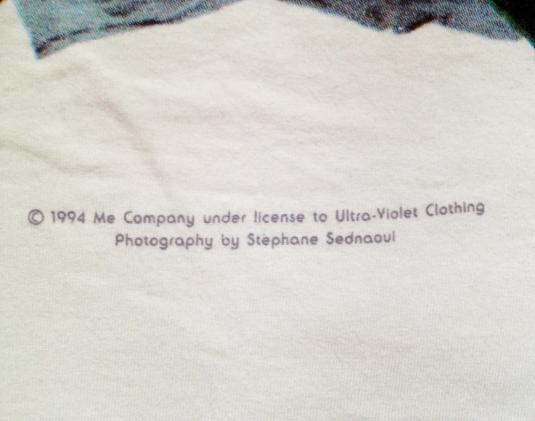 © 1994 Me Company under license to Ultra-Violet Clothing
Photography by Stephane Sednaoui